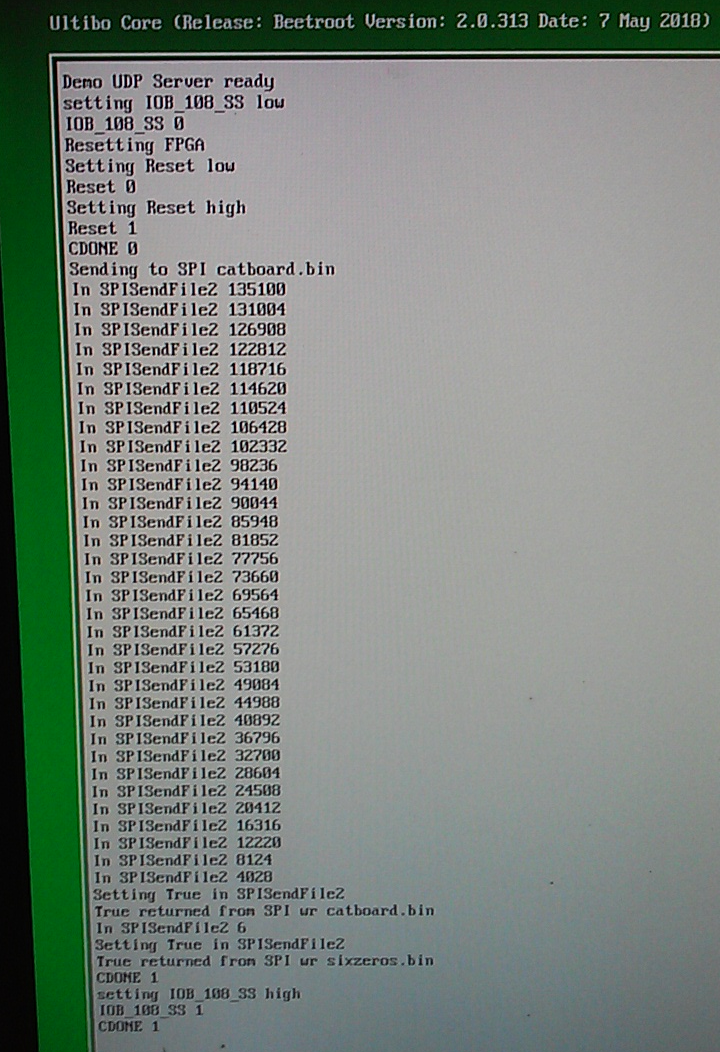 Ultibo Core (Release: Beetroot Version: 2.0.313 Date: 7 May 2018)
Demo UDP Server ready
setting IOB_108_SS low
IOB_108_SS 0
Resetting FPGA
Setting Reset low
Reset 0
Setting Reset high
Reset 1
CDONE 0
Sending to SPI catboard.bin
In SPISendFile2 135100
In SPISendFile2 131004
In SPISendFile2 126908
In SPISendFile2 122812
In SPISendFile2 118716
In SPISendFile2 114620
In SPISendFile2 110524
In SPISendFile2 106428
In SPISendFile2 102332
In SPISendFile2 98236
In SPISendFile2 94140
In SPISendFile2 90044
In SPISendFile2 85948
In SPISendFile2 81852
In SPISendFile2 77756
In SPISendFile2 73660
In SPISendFile2 69564
In SPISendFile2 65468
In SPISendFile2 61372
In SPISendFile2 57276
In SPISendFile2 53180
In SPISendFile2 49084
In SPISendFile2 44988
In SPISendFile2 40892
In SPISendFile2 36796
In SPISendFile2 32700
In SPISendFile2 28604
In SPISendFile2 24508
In SPISendFile2 20412
In SPISendFile2 16316
In SPISendFile2 12220
In SPISendFile2 8124
In SPISendFile2 4028
Setting True in SPISendFile2
True returned from SPI wr catboard.bin
In SPISendFile2 6
Setting True in SPISendFile2
True returned from SPI wr sixzeros.bin
CDONE 1
setting IOB_108_SS high
IOB_108_SS 1
CDONE 1